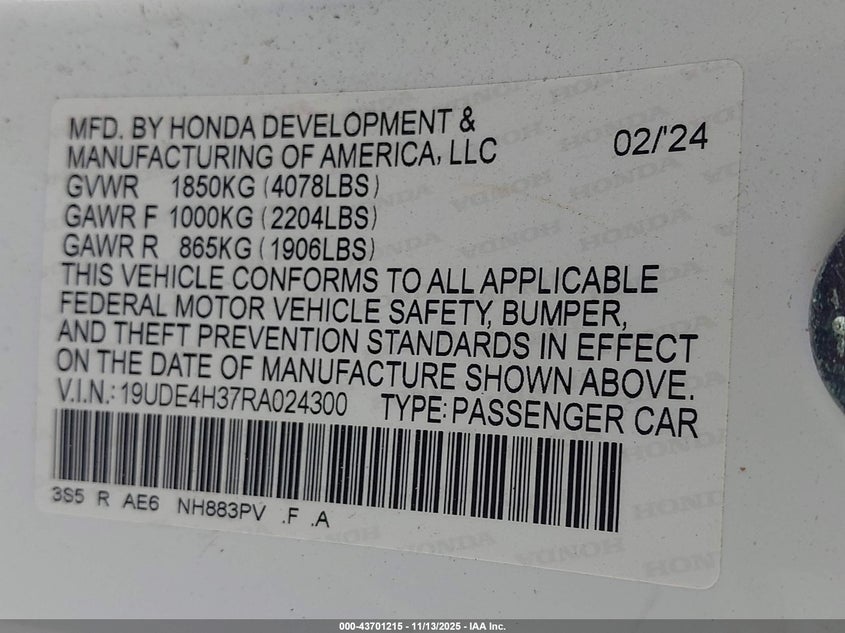 MFD. BY HONDA DEVELOPMENT &
MANUFACTURING OF AMERICA, LLC
02/'24
GVWR 1850KG (4078LBS)
GAWR F 1000KG (2204LBS)
GAWR R 865KG (1906LBS)
THIS VEHICLE CONFORMS TO ALL APPLICABLE
FEDERAL MOTOR VEHICLE SAFETY, BUMPER,
AND THEFT PREVENTION STANDARDS IN EFFECT
ON THE DATE OF MANUFACTURE SHOWN ABOVE.
V.I.N.: 19UDE4H37RA024300 TYPE: PASSENGER CAR
3S5 R AE6 NH883PV .F .A
000-43701215 - 11/13/2025 - IAA Inc.